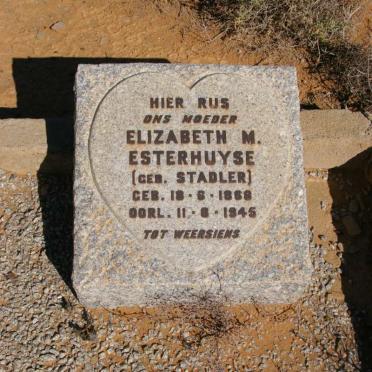 HIER RUS
ONS MOEDER
ELIZABETH M.
ESTERHUYSE
(GEB. STADLER)
GEB. 18·6·1868
OORL. 11·8·1945
TOT WEERSIENS